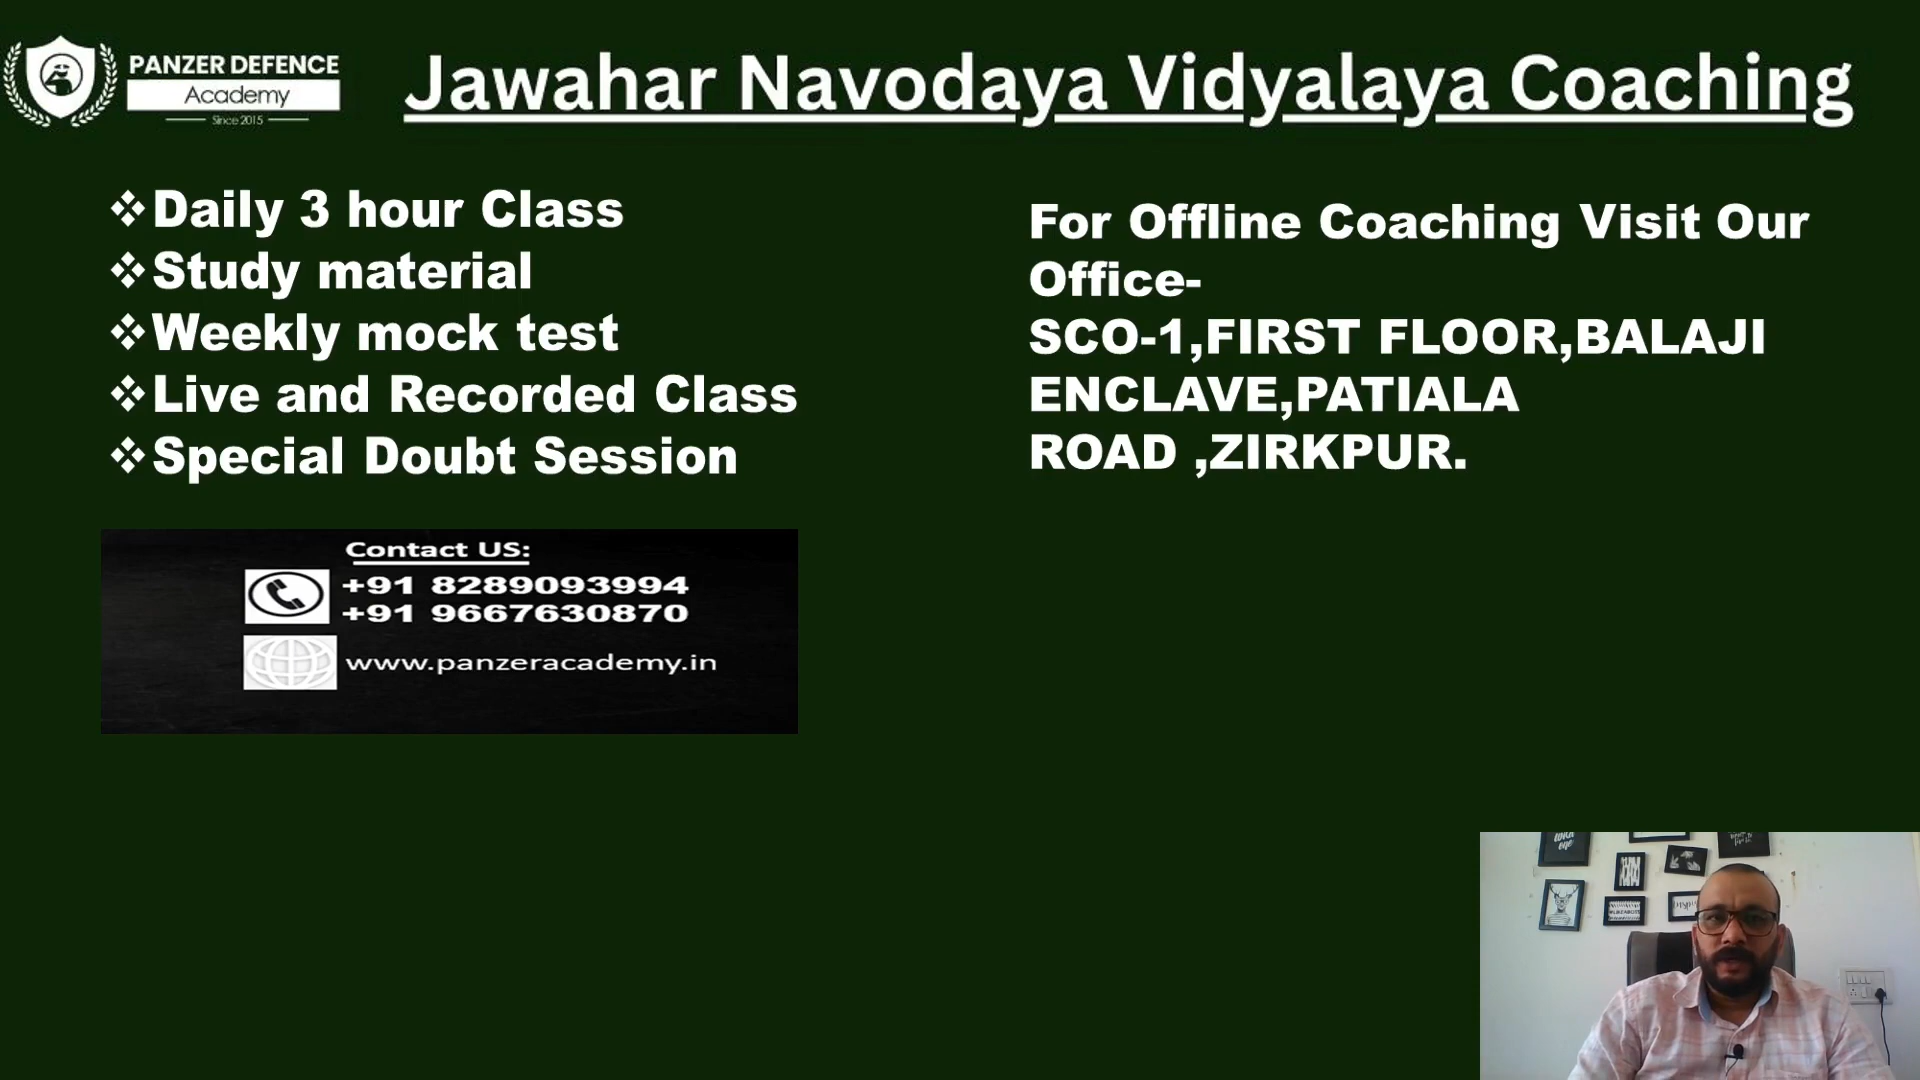 PANZER DEFENCE
Academy
Since 2015
Jawahar Navodaya Vidyalaya Coaching
❖Daily 3 hour Class
❖Study material
❖Weekly mock test
❖Live and Recorded Class
❖Special Doubt Session
For Offline Coaching Visit Our
Office-
SCO-1,FIRST FLOOR,BALAJI
ENCLAVE,PATIALA
ROAD ,ZIRKPUR.
Contact US:
+91 8289093994
+91 9667630870
www.panzeracademy.in